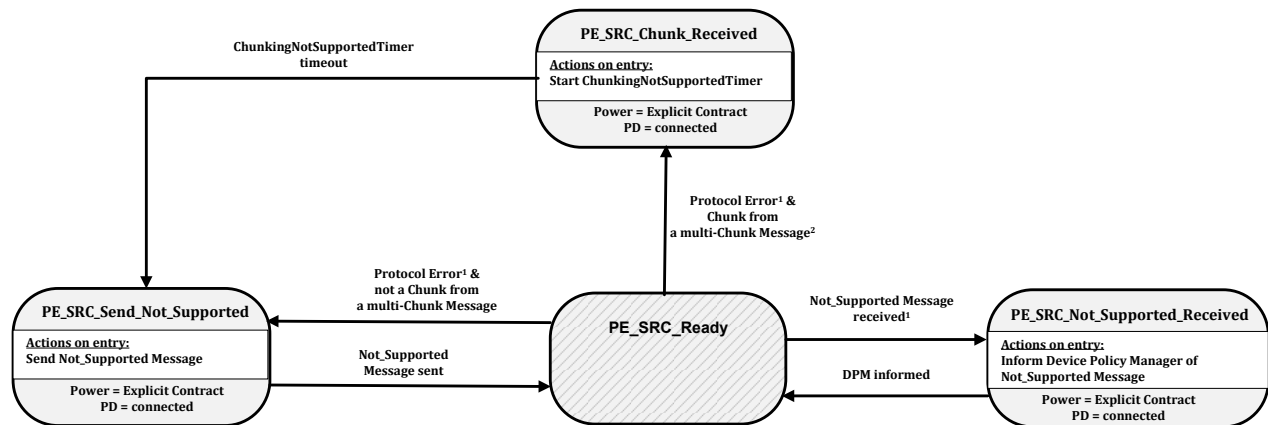 PE_SRC_Chunk_Received
ChunkingNotSupportedTimer
timeout
Actions on entry:
Start ChunkingNotSupportedTimer
Power = Explicit Contract
PD = connected
Protocol Error¹ &
Chunk from
a multi-Chunk Message²
Protocol Error¹ &
not a Chunk from
a multi-Chunk Message
PE_SRC_Send_Not_Supported
Actions on entry:
Send Not_Supported Message
Power = Explicit Contract
PD = connected
Not_Supported
Message sent
PE_SRC_Ready
Not_Supported Message
received¹
DPM informed
PE_SRC_Not_Supported_Received
Actions on entry:
Inform Device Policy Manager of
Not_Supported Message
Power = Explicit Contract
PD = connected